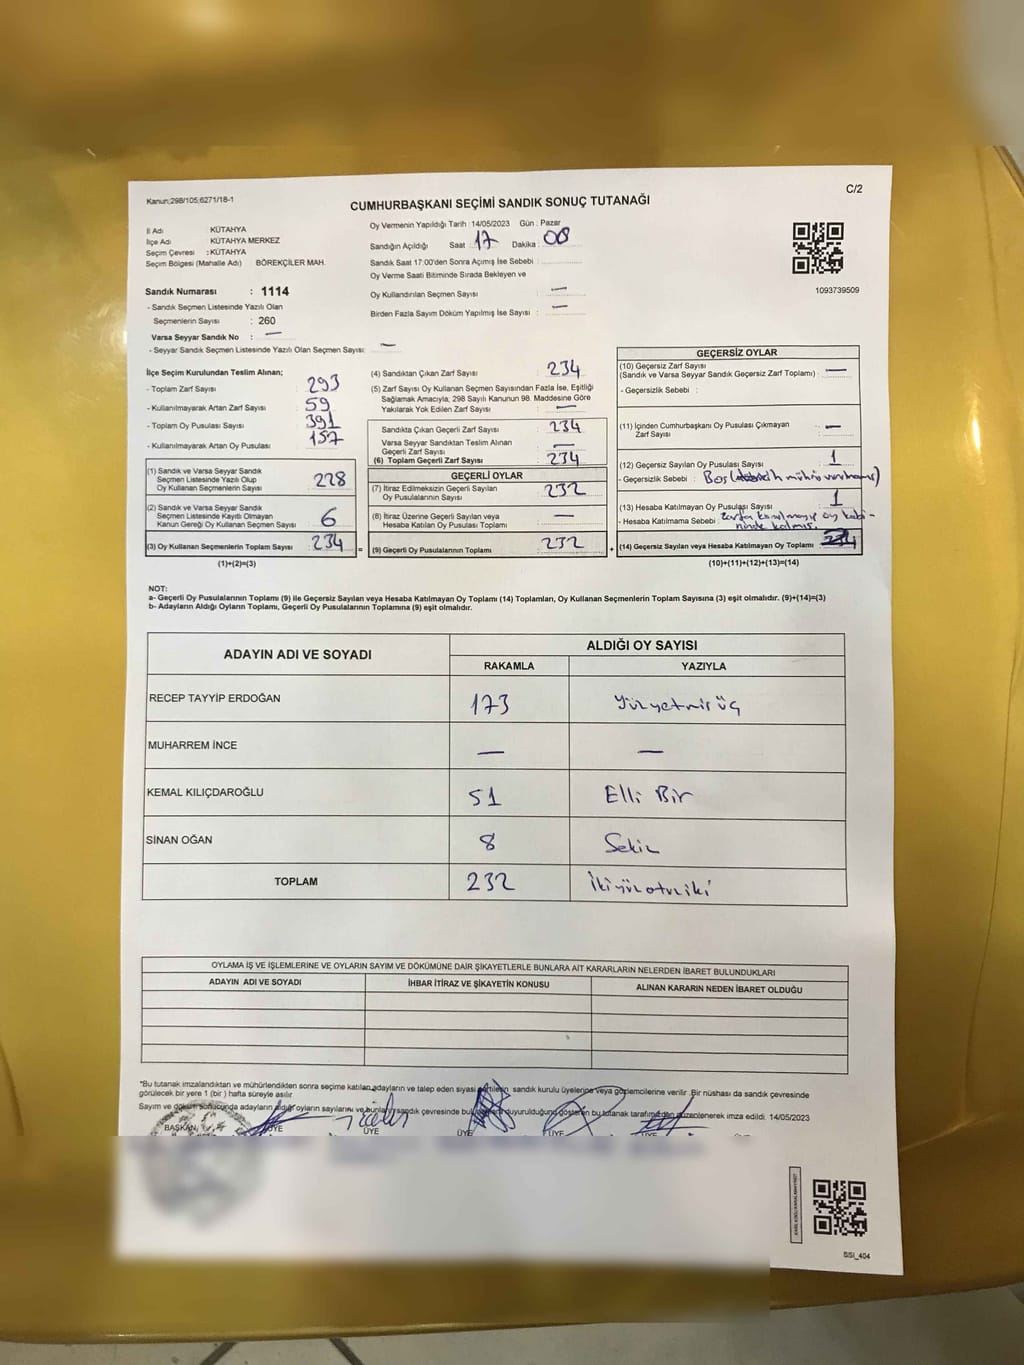 Kanun;298/105;6271/18-1
C/2
CUMHURBAŞKANI SEÇİMİ SANDIK SONUÇ TUTANAĞI
İl Adı KÜTAHYA
İlçe Adı KÜTAHYA MERKEZ
Seçim Çevresi : KÜTAHYA
Seçim Bölgesi (Mahalle Adı) BÖREKÇİLER MAH.
Sandık Numarası : 1114
- Sandık Seçmen Listesinde Yazılı Olan
Seçmenlerin Sayısı : 260
Varsa Seyyar Sandık No : —
- Seyyar Sandık Seçmen Listesinde Yazılı Olan Seçmen Sayısı: —
Oy Vermenin Yapıldığı Tarih : 14/05/2023 Gün : Pazar
Sandığın Açıldığı Saat : 17 Dakika : 08
Sandık Saat 17:00'den Sonra Açımış İse Sebebi :
Oy Verme Saati Bitiminde Sırada Bekleyen ve
Oy Kullandırılan Seçmen Sayısı : —
Birden Fazla Sayım Döküm Yapılmış İse Sayısı : —
1093739509
İlçe Seçim Kurulundan Teslim Alınan;
- Toplam Zarf Sayısı : 293
- Kullanılmayarak Artan Zarf Sayısı : 59
- Toplam Oy Pusulası Sayısı : 391
- Kullanılmayarak Artan Oy Pusulası : 157
(1) Sandık ve Varsa Seyyar Sandık
Seçmen Listesinde Yazılı Olup
Oy Kullanan Seçmenlerin Sayısı : 228
(2) Sandık ve Varsa Seyyar Sandık
Seçmen Listesinde Kayıtlı Olmayan
Kanun Gereği Oy Kullanan Seçmen Sayısı : 6
(3) Oy Kullanan Seçmenlerin Toplam Sayısı : 234 =
(1)+(2)=(3)
(4) Sandıktan Çıkan Zarf Sayısı : 234
(5) Zarf Sayısı Oy Kullanan Seçmen Sayısından Fazla İse, Eşitliği
Sağlamak Amacıyla; 298 Sayılı Kanunun 98. Maddesine Göre
Yakılarak Yok Edilen Zarf Sayısı : —
Sandıkta Çıkan Geçerli Zarf Sayısı : 234
Varsa Seyyar Sandıktan Teslim Alınan
Geçerli Zarf Sayısı : —
(6) Toplam Geçerli Zarf Sayısı : 234
GEÇERLİ OYLAR
(7) İtiraz Edilmeksizin Geçerli Sayılan
Oy Pusulalarının Sayısı : 232
(8) İtiraz Üzerine Geçerli Sayılan veya
Hesaba Katılan Oy Pusulası Toplamı : —
(9) Geçerli Oy Pusulalarının Toplamı : 232 +
GEÇERSİZ OYLAR
(10) Geçersiz Zarf Sayısı
(Sandık ve Varsa Seyyar Sandık Geçersiz Zarf Toplamı) : —
- Geçersizlik Sebebi :
(11) İçinden Cumhurbaşkanı Oy Pusulası Çıkmayan
Zarf Sayısı : —
(12) Geçersiz Sayılan Oy Pusulası Sayısı : 1
- Geçersizlik Sebebi : Boş
(13) Hesaba Katılmayan Oy Pusulası Sayısı : 1
- Hesaba Katılmama Sebebi : Zarfa konulmayıp oy kabi-
ninde kalmış.
(14) Geçersiz Sayılan veya Hesaba Katılmayan Oy Toplamı :
(10)+(11)+(12)+(13)=(14)
NOT:
a- Geçerli Oy Pusulalarının Toplamı (9) ile Geçersiz Sayılan veya Hesaba Katılmayan Oy Toplamı (14) Toplamları, Oy Kullanan Seçmenlerin Toplam Sayısına (3) eşit olmalıdır. (9)+(14)=(3)
b- Adayların Aldığı Oyların Toplamı, Geçerli Oy Pusulalarının Toplamına (9) eşit olmalıdır.
ADAYIN ADI VE SOYADI
ALDIĞI OY SAYISI
RAKAMLA YAZIYLA
RECEP TAYYİP ERDOĞAN 173 Yüzyetmiş üç
MUHARREM İNCE — —
KEMAL KILIÇDAROĞLU 51 Elli Bir
SİNAN OĞAN 8 Sekiz
TOPLAM 232 İkiyüzotuziki
OYLAMA İŞ VE İŞLEMLERİNE VE OYLARIN SAYIM VE DÖKÜMÜNE DAİR ŞİKAYETLERLE BUNLARA AİT KARARLARIN NELERDEN İBARET BULUNDUKLARI
ADAYIN ADI VE SOYADI İHBAR İTİRAZ VE ŞİKAYETİN KONUSU ALINAN KARARIN NEDEN İBARET OLDUĞU
*Bu tutanak imzalandıktan ve mühürlendikten sonra seçime katılan adayların ve talep eden siyasi partilerin sandık kurulu üyelerine veya gözlemcilerine verilir. Bir nüshası da sandık çevresinde
görülecek bir yere 1 (bir ) hafta süreyle asılır
Sayım ve döküm sonucunda adayların aldığı oyların sayılarını ve bunların sandık çevresinde duyurulduğunu gösteren bu tutanak tarafımızdan düzenlenerek imza edildi. 14/05/2023
BAŞKAN ÜYE ÜYE ÜYE ÜYE ÜYE
SSI_404